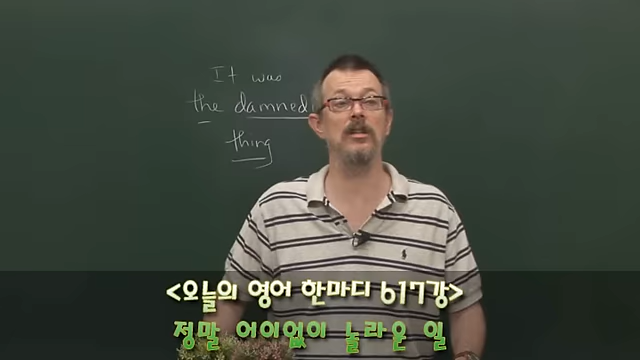 It was
the damned
thing
<오늘의 영어 한마디 617강>
정말 어이없이 놀라운 일